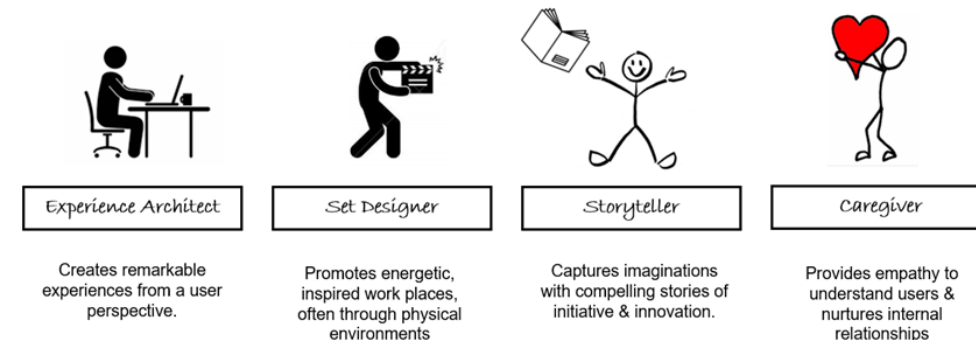 Experience Architect
Set Designer
Storyteller
Caregiver
Creates remarkable
experiences from a user
perspective.
Promotes energetic,
inspired work places,
often through physical
environments
Captures imaginations
with compelling stories of
initiative & innovation.
Provides empathy to
understand users &
nurtures internal
relationships